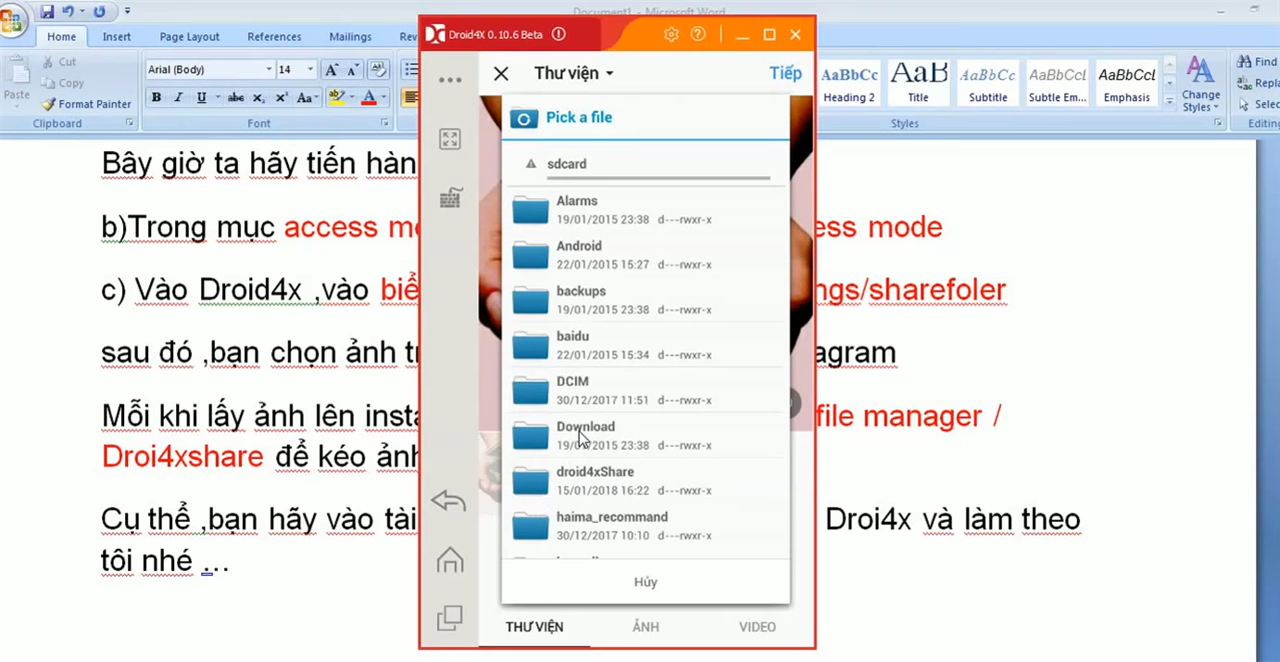 Document1 - Microsoft Word
Home Insert Page Layout References Mailings Rev
Cut
Copy
Format Painter
Paste
Clipboard
Arial (Body) 14
Font
AaBbCc AaB AaBbCc AaBbCcl AaBbCcl
Heading 2 Title Subtitle Subtle Em... Emphasis
Change
Styles
Styles
Find
Repla
Selec
Editing
Bây giờ ta hãy tiến hàn
b)Trong mục access mo
ess mode
c) Vào Droid4x ,vào biể
ngs/sharefoler
sau đó ,bạn chọn ảnh tr
agram
Mỗi khi lấy ảnh lên insta
file manager /
Droi4xshare để kéo ảnh
Cụ thể ,bạn hãy vào tài
Droi4x và làm theo
tôi nhé ...
Droid4X 0.10.6 Beta
Thư viện
Tiếp
Pick a file
sdcard
Alarms
19/01/2015 23:38 d---rwxr-x
Android
22/01/2015 15:27 d---rwxr-x
backups
19/01/2015 23:38 d---rwxr-x
baidu
22/01/2015 15:34 d---rwxr-x
DCIM
30/12/2017 11:51 d---rwxr-x
Download
19/01/2015 23:38 d---rwxr-x
droid4xShare
15/01/2018 16:22 d---rwxr-x
haima_recommand
30/12/2017 10:10 d---rwxr-x
Hủy
THƯ VIỆN ẢNH VIDEO